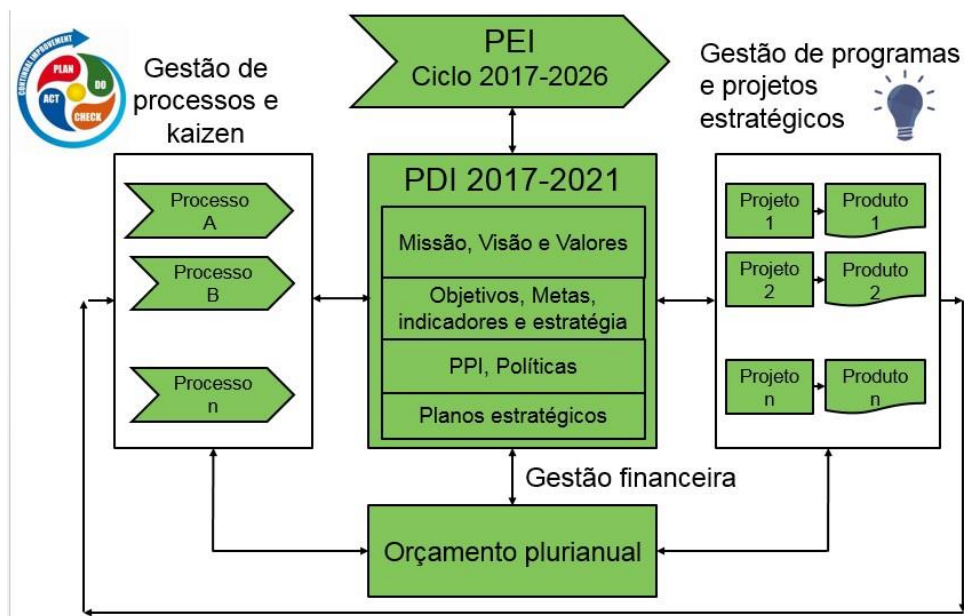 CONTINUAL IMPROVEMENT
PLAN
DO
ACT
CHECK
Gestão de
processos e
kaizen
PEI
Ciclo 2017-2026
Gestão de programas
e projetos
estratégicos
Processo
A
Processo
B
Processo
n
PDI 2017-2021
Missão, Visão e Valores
Objetivos, Metas,
indicadores e estratégia
PPI, Políticas
Planos estratégicos
Projeto
1
Produto
1
Projeto
2
Produto
2
Projeto
n
Produto
n
Gestão financeira
Orçamento plurianual